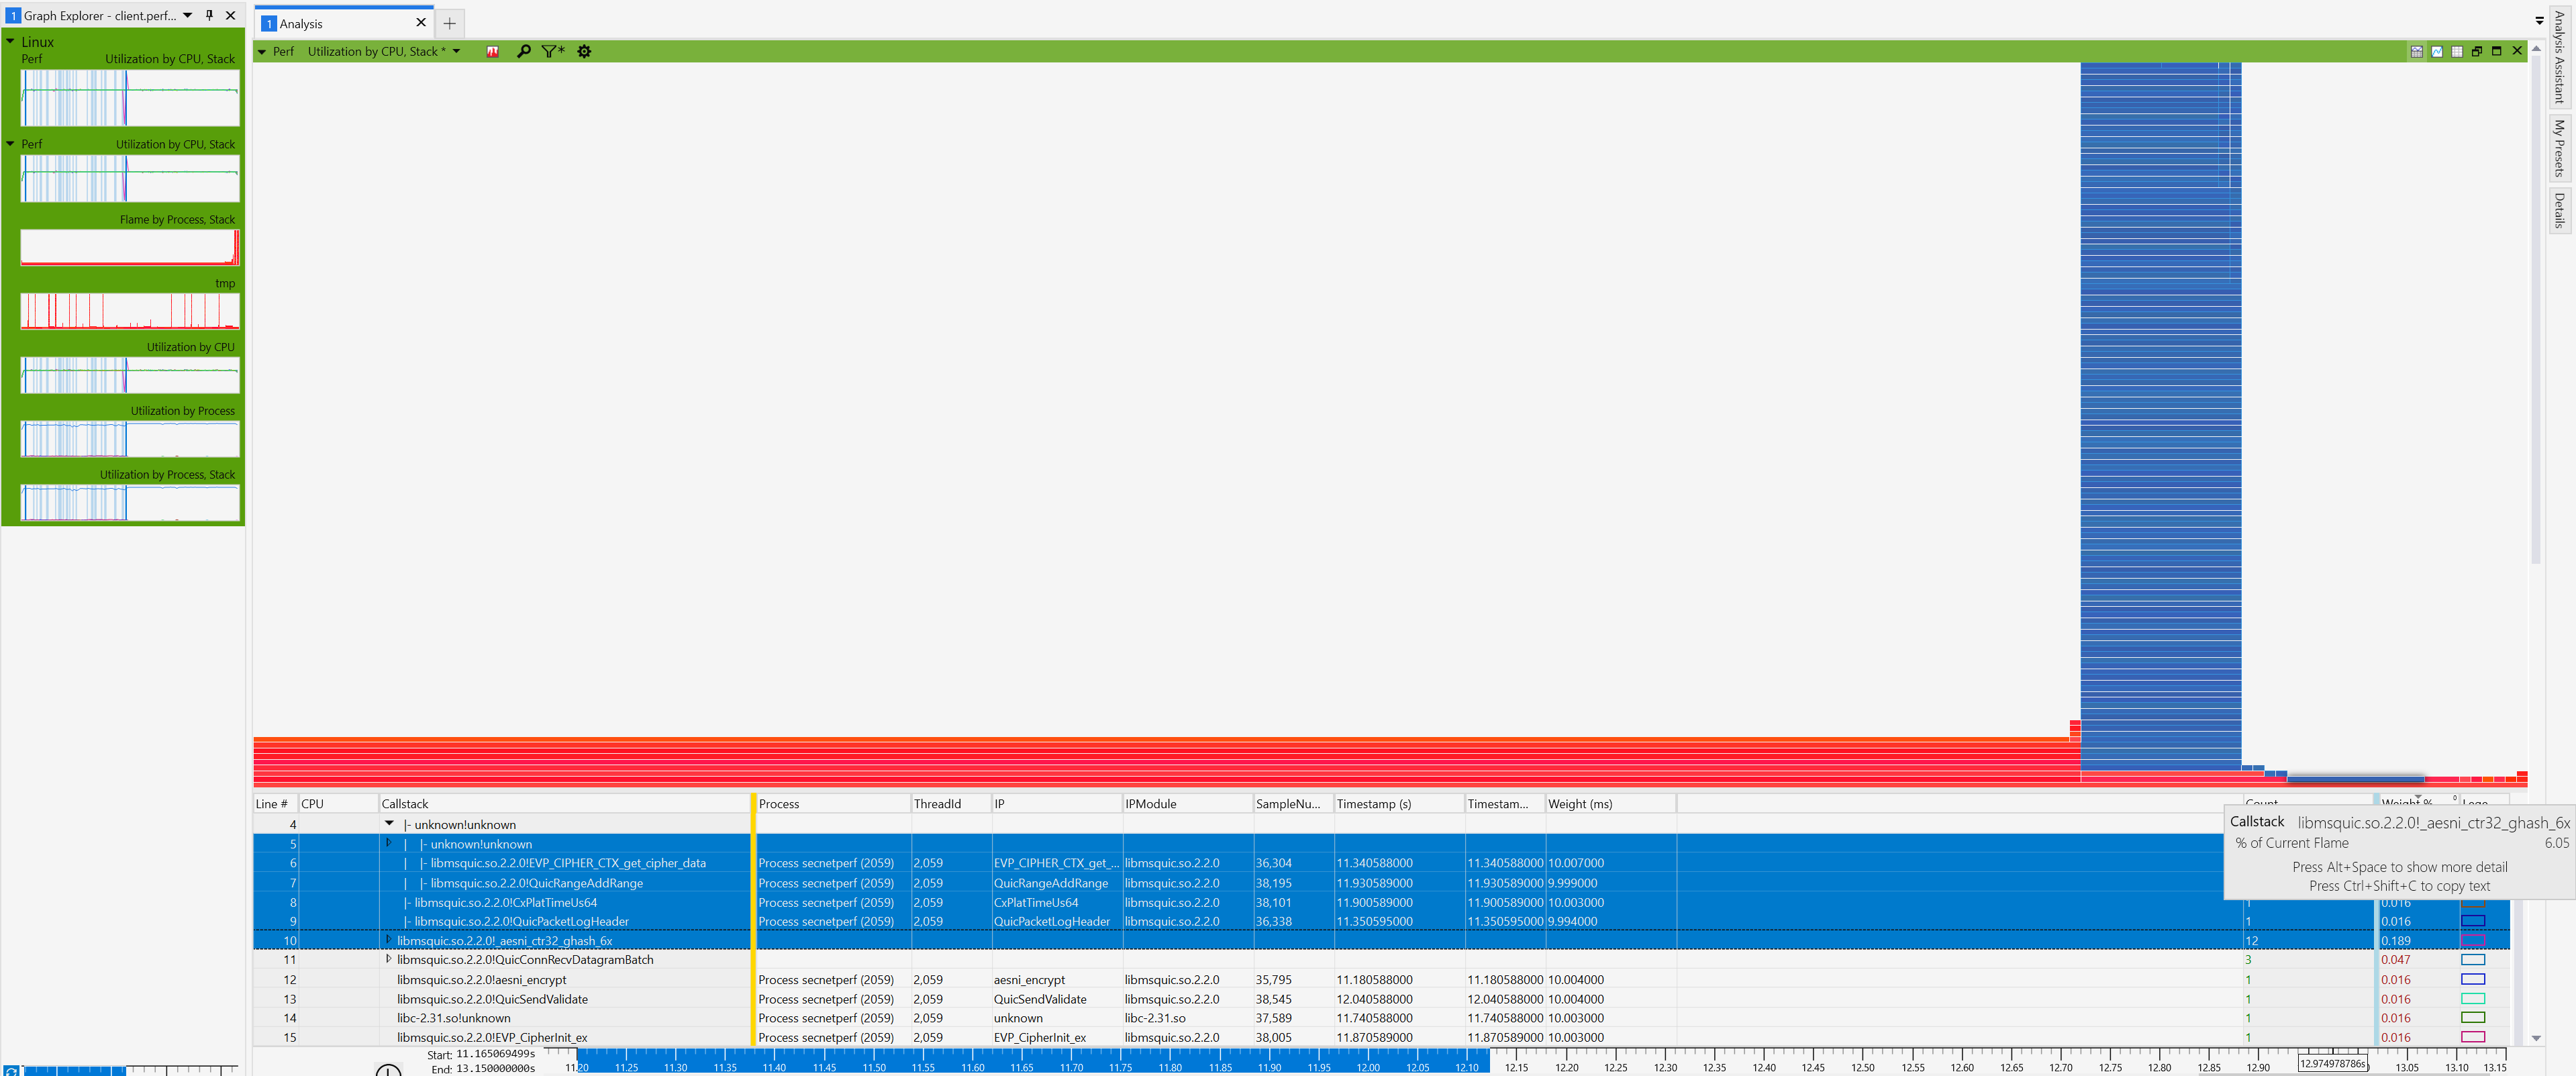 1 Graph Explorer - client.perf...
1 Analysis
Analysis Assistant
My Presets
Details
Linux
Perf Utilization by CPU, Stack
Perf Utilization by CPU, Stack
Flame by Process, Stack
tmp
Utilization by CPU
Utilization by Process
Utilization by Process, Stack
Perf Utilization by CPU, Stack *
Line # CPU Callstack Process ThreadId IP IPModule SampleNu... Timestamp (s) Timestam... Weight (ms) Count Weight % 0
4 |- unknown!unknown
5 | |- unknown!unknown
6 | |- libmsquic.so.2.2.0!EVP_CIPHER_CTX_get_cipher_data Process secnetperf (2059) 2,059 EVP_CIPHER_CTX_get_... libmsquic.so.2.2.0 36,304 11.340588000 11.340588000 10.007000
7 | |- libmsquic.so.2.2.0!QuicRangeAddRange Process secnetperf (2059) 2,059 QuicRangeAddRange libmsquic.so.2.2.0 38,195 11.930589000 11.930589000 9.999000
8 |- libmsquic.so.2.2.0!CxPlatTimeUs64 Process secnetperf (2059) 2,059 CxPlatTimeUs64 libmsquic.so.2.2.0 38,101 11.900589000 11.900589000 10.003000 1 0.016
9 |- libmsquic.so.2.2.0!QuicPacketLogHeader Process secnetperf (2059) 2,059 QuicPacketLogHeader libmsquic.so.2.2.0 36,338 11.350595000 11.350595000 9.994000 1 0.016
10 libmsquic.so.2.2.0!_aesni_ctr32_ghash_6x 12 0.189
11 libmsquic.so.2.2.0!QuicConnRecvDatagramBatch 3 0.047
12 libmsquic.so.2.2.0!aesni_encrypt Process secnetperf (2059) 2,059 aesni_encrypt libmsquic.so.2.2.0 35,795 11.180588000 11.180588000 10.004000 1 0.016
13 libmsquic.so.2.2.0!QuicSendValidate Process secnetperf (2059) 2,059 QuicSendValidate libmsquic.so.2.2.0 38,545 12.040588000 12.040588000 10.004000 1 0.016
14 libc-2.31.so!unknown Process secnetperf (2059) 2,059 unknown libc-2.31.so 37,589 11.740588000 11.740588000 10.003000 1 0.016
15 libmsquic.so.2.2.0!EVP_CipherInit_ex Process secnetperf (2059) 2,059 EVP_CipherInit_ex libmsquic.so.2.2.0 38,005 11.870589000 11.870589000 10.003000 1 0.016
Callstack libmsquic.so.2.2.0!_aesni_ctr32_ghash_6x
% of Current Flame 6.05
Press Alt+Space to show more detail
Press Ctrl+Shift+C to copy text
Start: 11.165069499s
End: 13.150000000s
11.20 11.25 11.30 11.35 11.40 11.45 11.50 11.55 11.60 11.65 11.70 11.75 11.80 11.85 11.90 11.95 12.00 12.05 12.10 12.15 12.20 12.25 12.30 12.35 12.40 12.45 12.50 12.55 12.60 12.65 12.70 12.75 12.80 12.85 12.90 12.974978786s 13.05 13.10 13.15